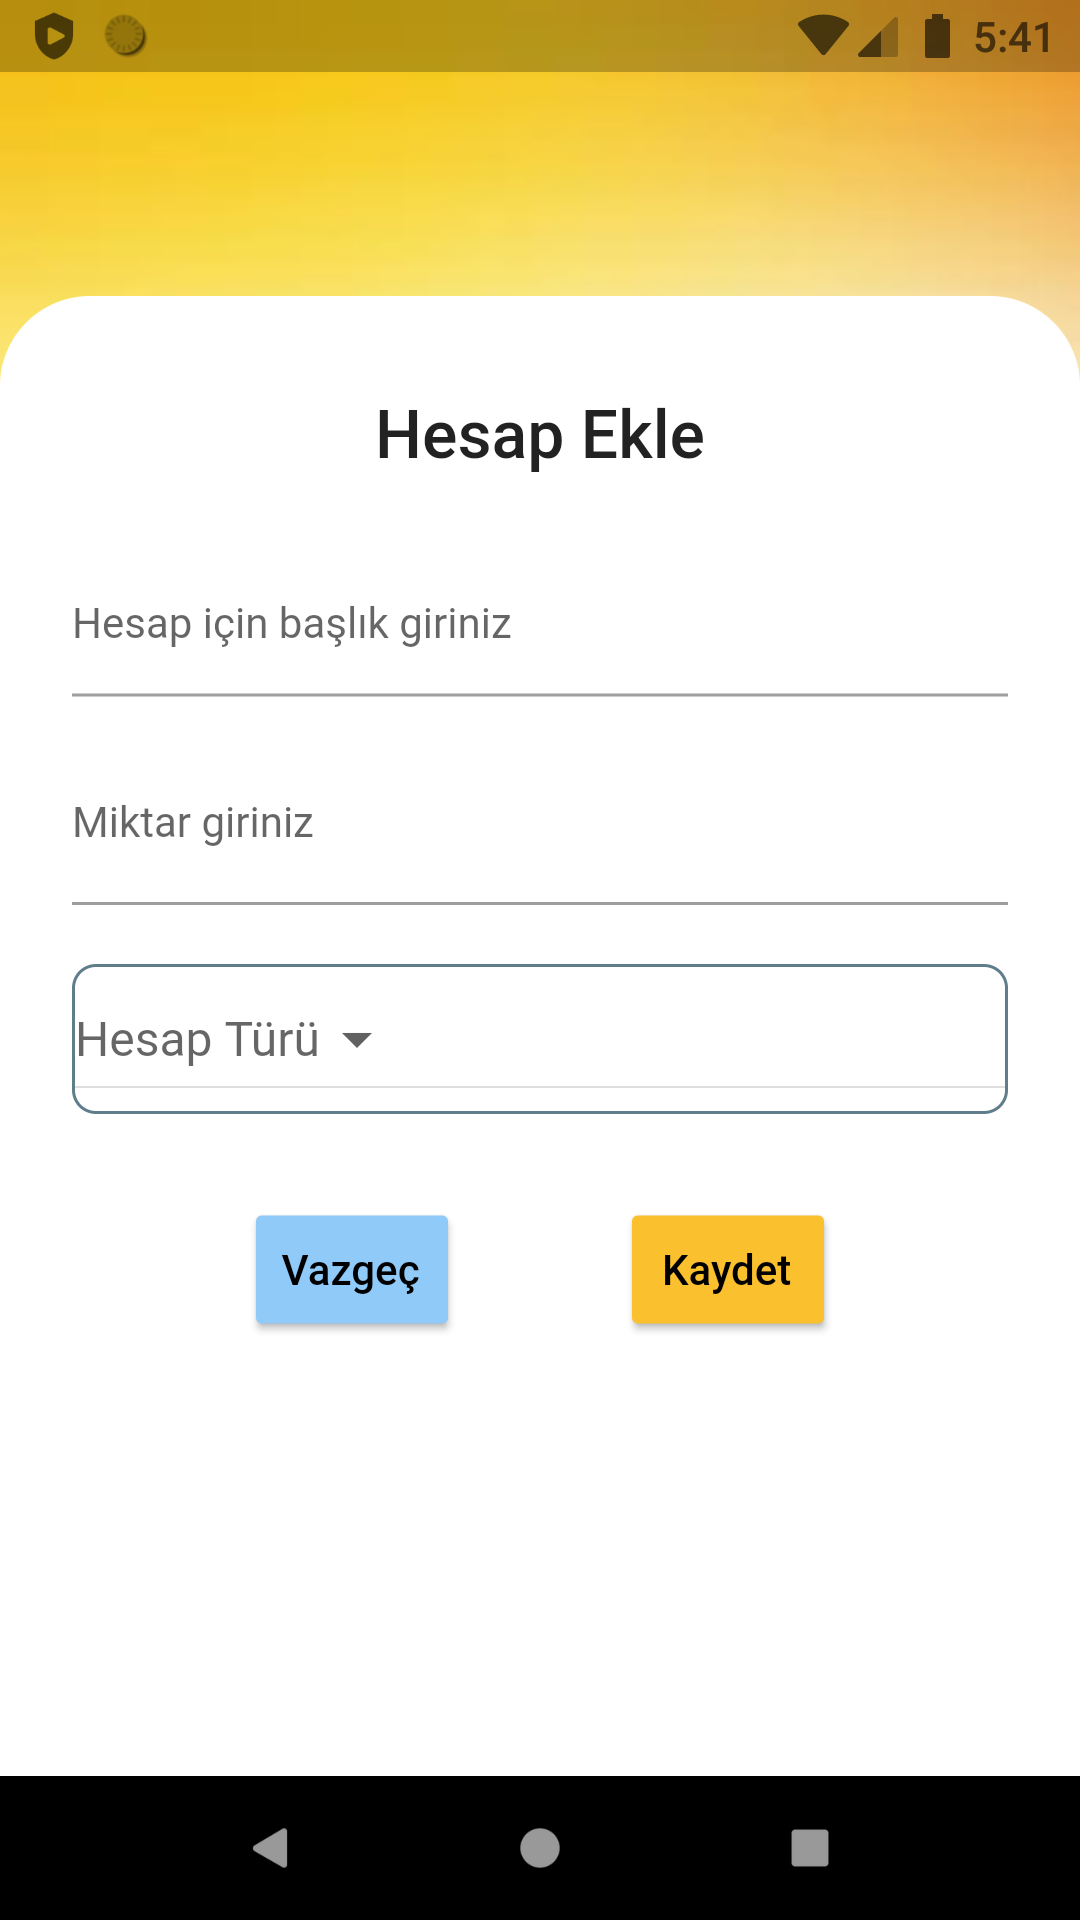 5:41
Hesap Ekle
Hesap için başlık giriniz
Miktar giriniz
Hesap Türü
Vazgeç
Kaydet